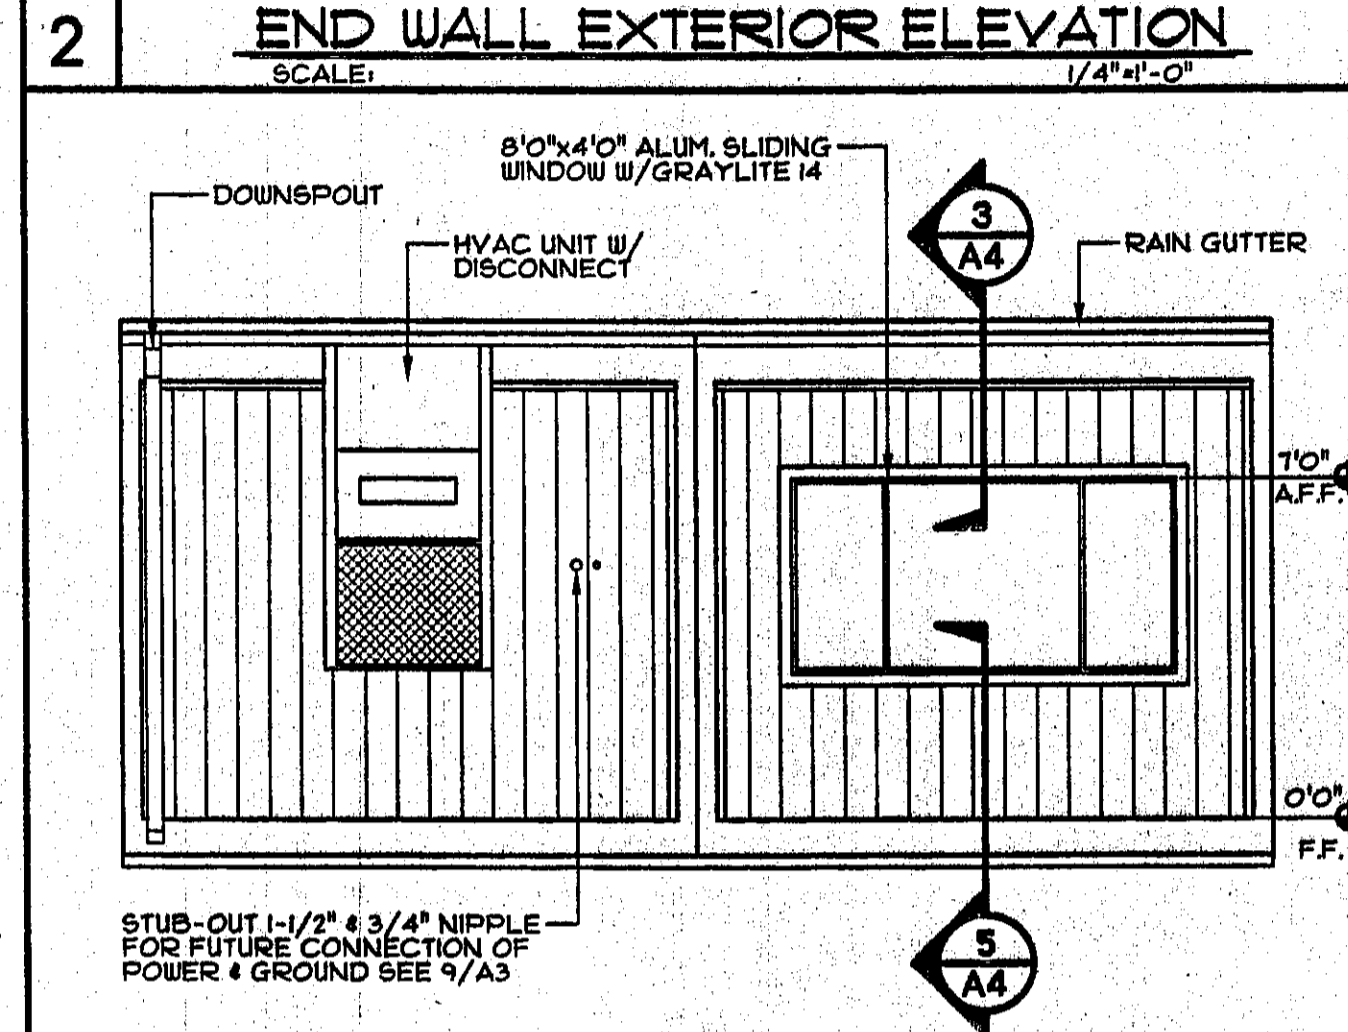 2
END WALL EXTERIOR ELEVATION
SCALE: 1/4"=1'-0"
8'0"x4'0" ALUM. SLIDING
WINDOW W/GRAYLITE 14
DOWNSPOUT
HVAC UNIT W/
DISCONNECT
3
A4
RAIN GUTTER
7'0"
A.F.F.
0'0"
F.F.
STUB-OUT 1-1/2" & 3/4" NIPPLE
FOR FUTURE CONNECTION OF
POWER & GROUND SEE 9/A3
5
A4